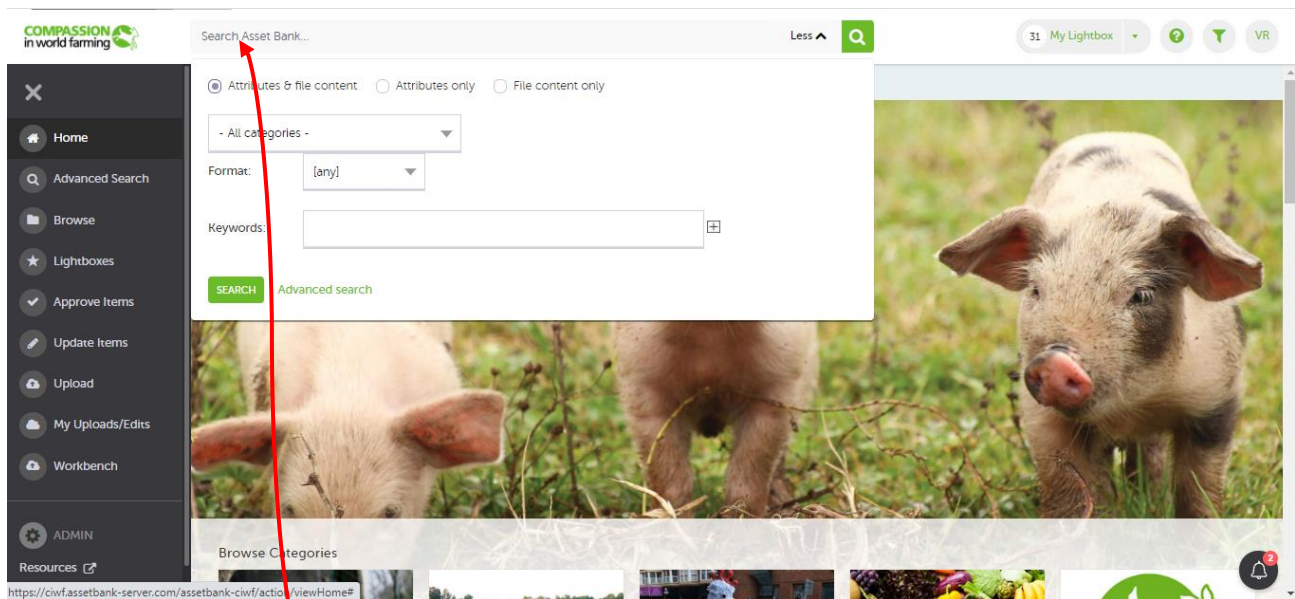 COMPASSION
in world farming
Search Asset Bank...
Less
31 My Lightbox
VR
Attributes & file content
Attributes only
File content only
- All categories -
Format:
[any]
Keywords:
SEARCH
Advanced search
Home
Advanced Search
Browse
Lightboxes
Approve Items
Update Items
Upload
My Uploads/Edits
Workbench
ADMIN
Resources
Browse Categories
2
https://ciwf.assetbank-server.com/assetbank-ciwf/action/viewHome#